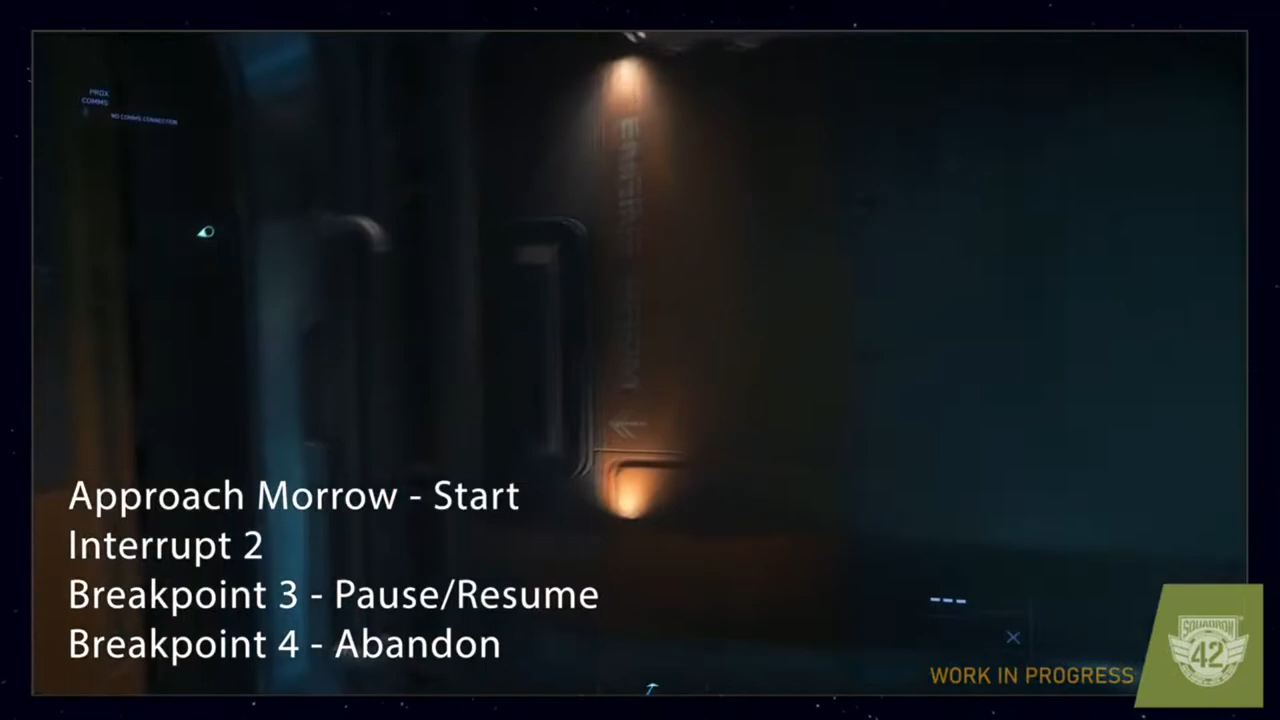 PROX
COMMS
NO COMMS CONNECTION
Approach Morrow - Start
Interrupt 2
Breakpoint 3 - Pause/Resume
Breakpoint 4 - Abandon
WORK IN PROGRESS
SQUADRON
42